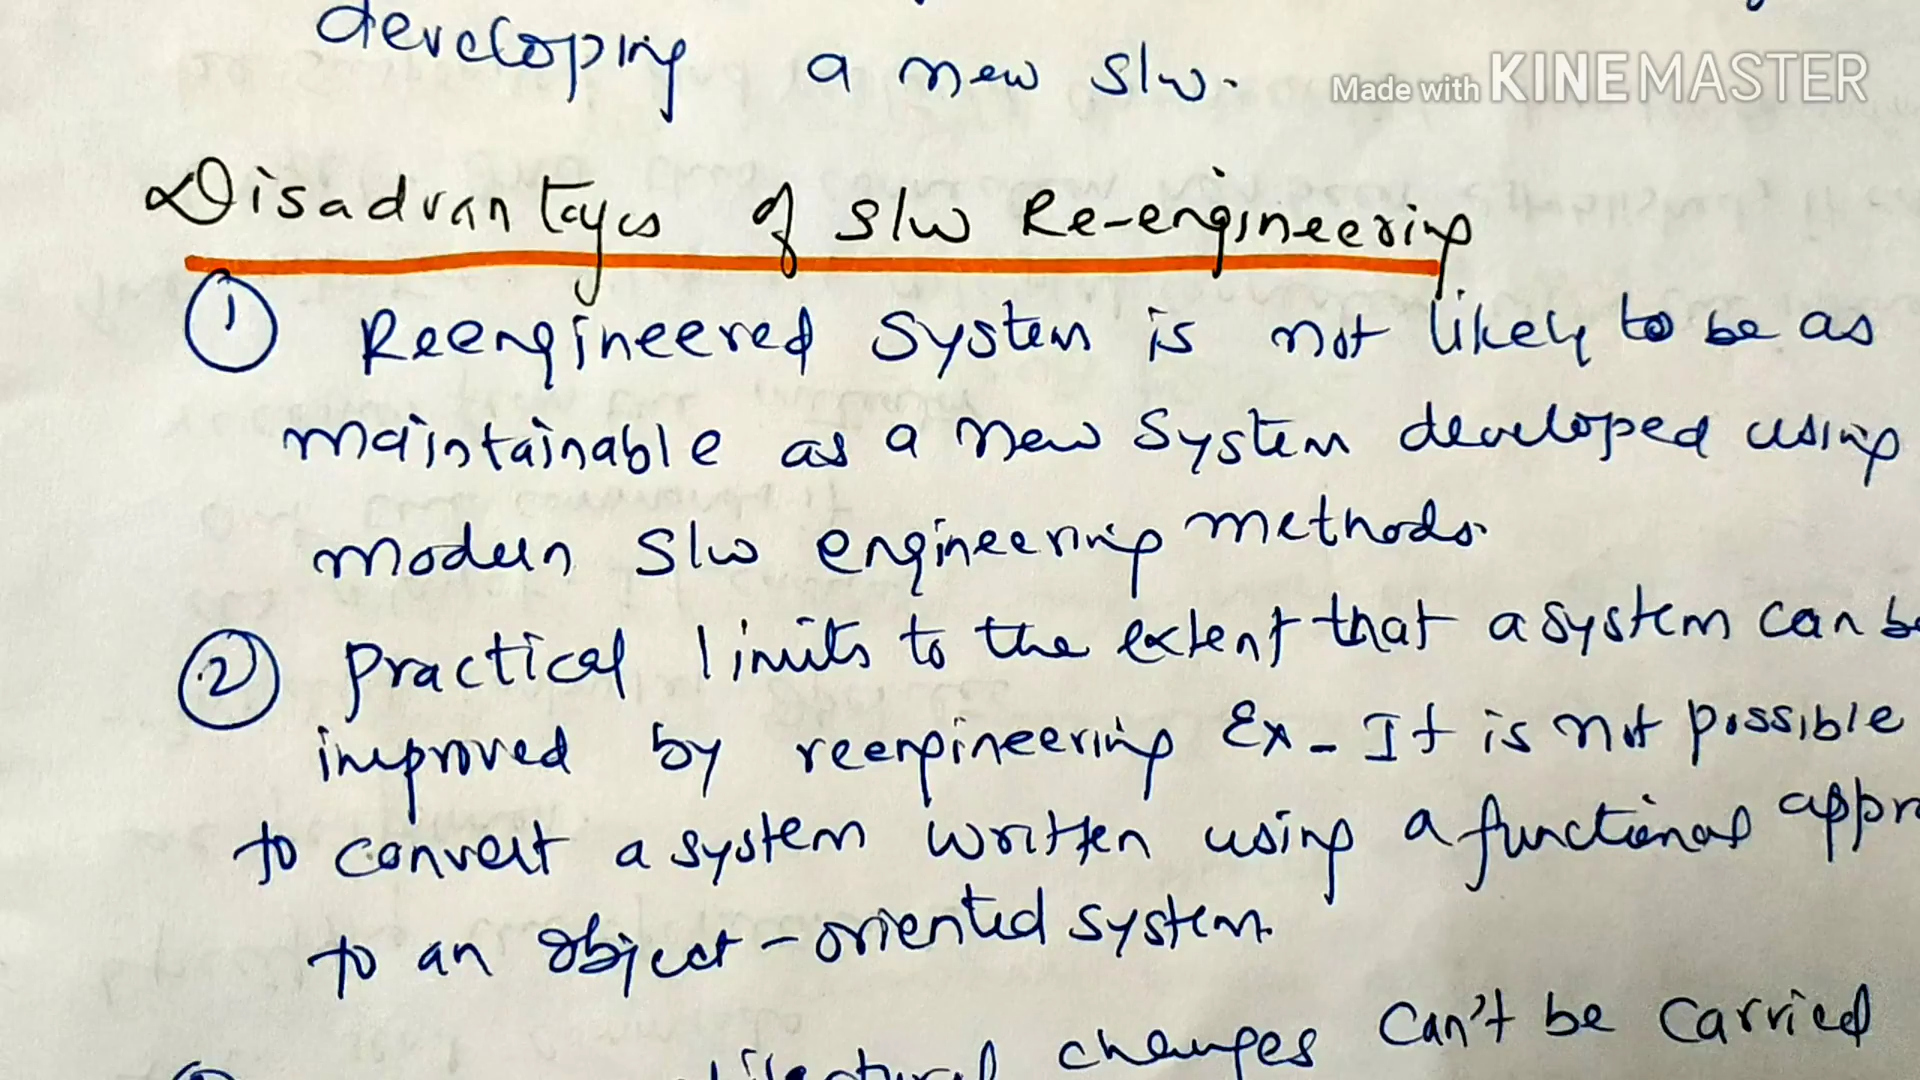 developing a new s/w.
Made with KINEMASTER
Disadvantages of s/w Re-engineering
1 Reengineered system is not likely to be as
maintainable as a new system developed using
modern s/w engineering methods.
2 practical limits to the extent that a system can be
improved by reengineering Ex - It is not possible
to convert a system written using a functional
to an object-oriented system.
changes can't be carried